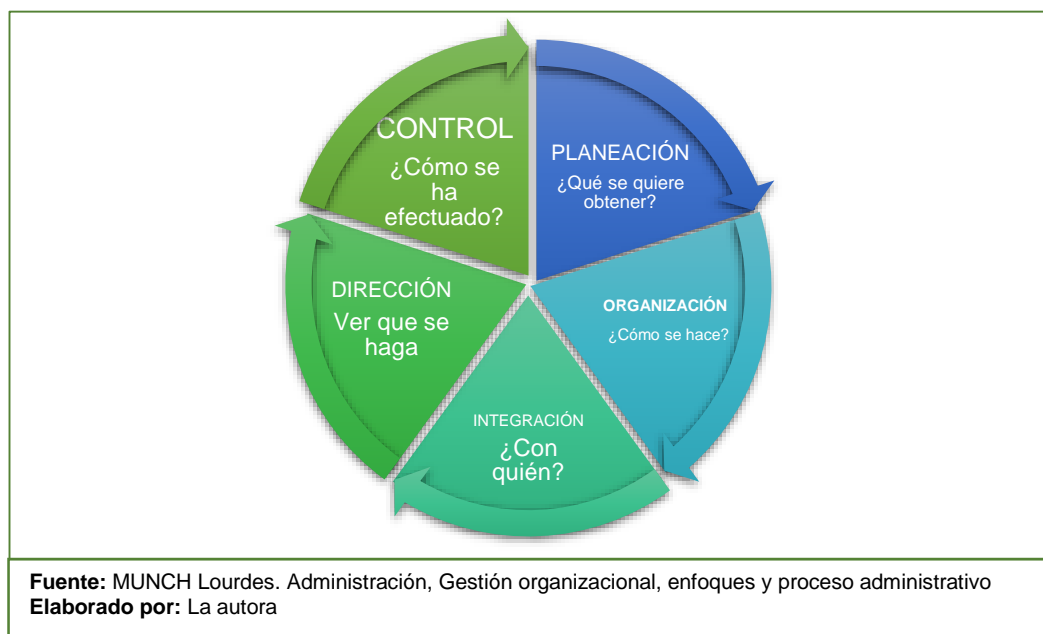 CONTROL
¿Cómo se
ha
efectuado?
PLANEACIÓN
¿Qué se quiere
obtener?
ORGANIZACIÓN
¿Cómo se hace?
INTEGRACIÓN
¿Con
quién?
DIRECCIÓN
Ver que se
haga
Fuente: MUNCH Lourdes. Administración, Gestión organizacional, enfoques y proceso administrativo
Elaborado por: La autora